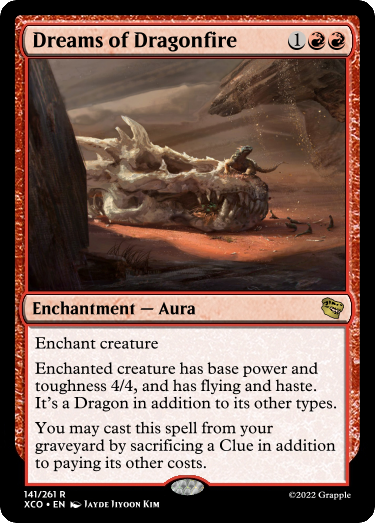 Dreams of Dragonfire 1
Enchantment — Aura
Enchant creature
Enchanted creature has base power and
toughness 4/4, and has flying and haste.
It's a Dragon in addition to its other types.
You may cast this spell from your
graveyard by sacrificing a Clue in addition
to paying its other costs.
141/261 R
XCO • EN Jayde Jiyoon Kim
©2022 Grapple